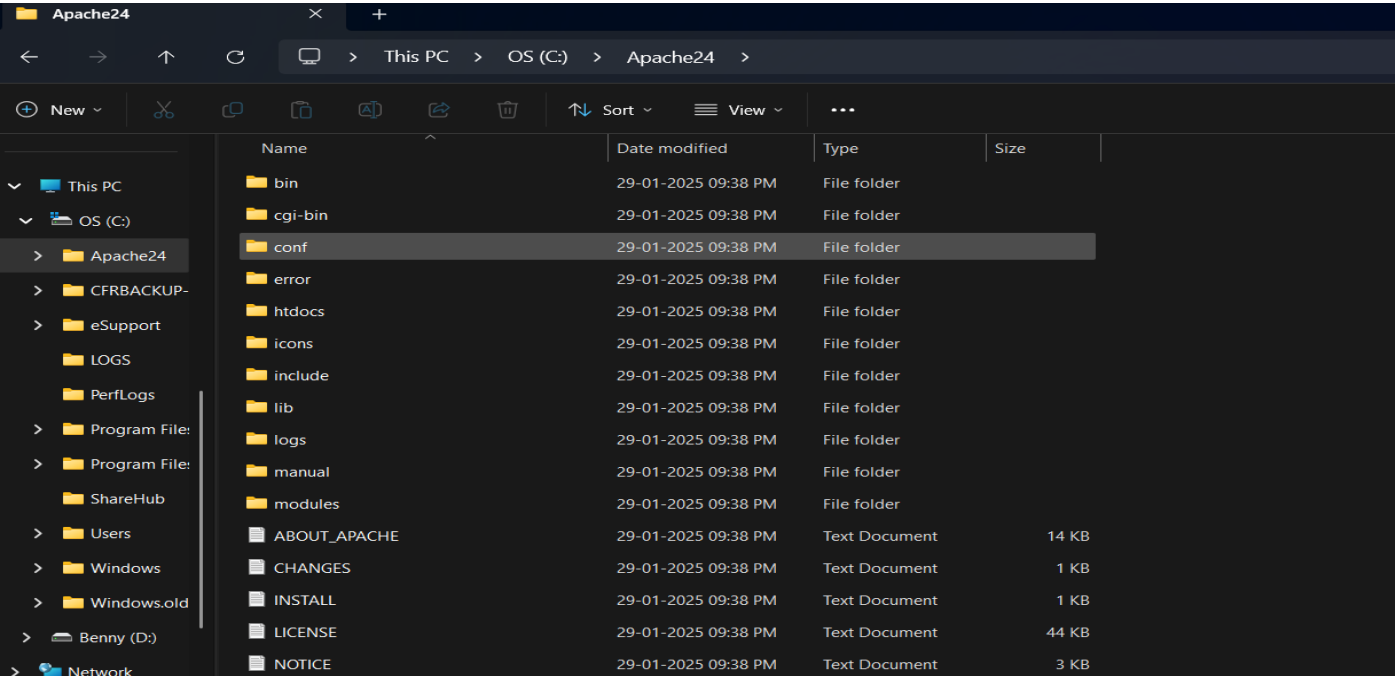 Apache24
This PC > OS (C:) > Apache24 >
New Sort View ...
Name Date modified Type Size
This PC
OS (C:)
Apache24
CFRBACKUP-
eSupport
LOGS
PerfLogs
Program Files
Program Files
ShareHub
Users
Windows
Windows.old
Benny (D:)
Network
bin 29-01-2025 09:38 PM File folder
cgi-bin 29-01-2025 09:38 PM File folder
conf 29-01-2025 09:38 PM File folder
error 29-01-2025 09:38 PM File folder
htdocs 29-01-2025 09:38 PM File folder
icons 29-01-2025 09:38 PM File folder
include 29-01-2025 09:38 PM File folder
lib 29-01-2025 09:38 PM File folder
logs 29-01-2025 09:38 PM File folder
manual 29-01-2025 09:38 PM File folder
modules 29-01-2025 09:38 PM File folder
ABOUT_APACHE 29-01-2025 09:38 PM Text Document 14 KB
CHANGES 29-01-2025 09:38 PM Text Document 1 KB
INSTALL 29-01-2025 09:38 PM Text Document 1 KB
LICENSE 29-01-2025 09:38 PM Text Document 44 KB
NOTICE 29-01-2025 09:38 PM Text Document 3 KB